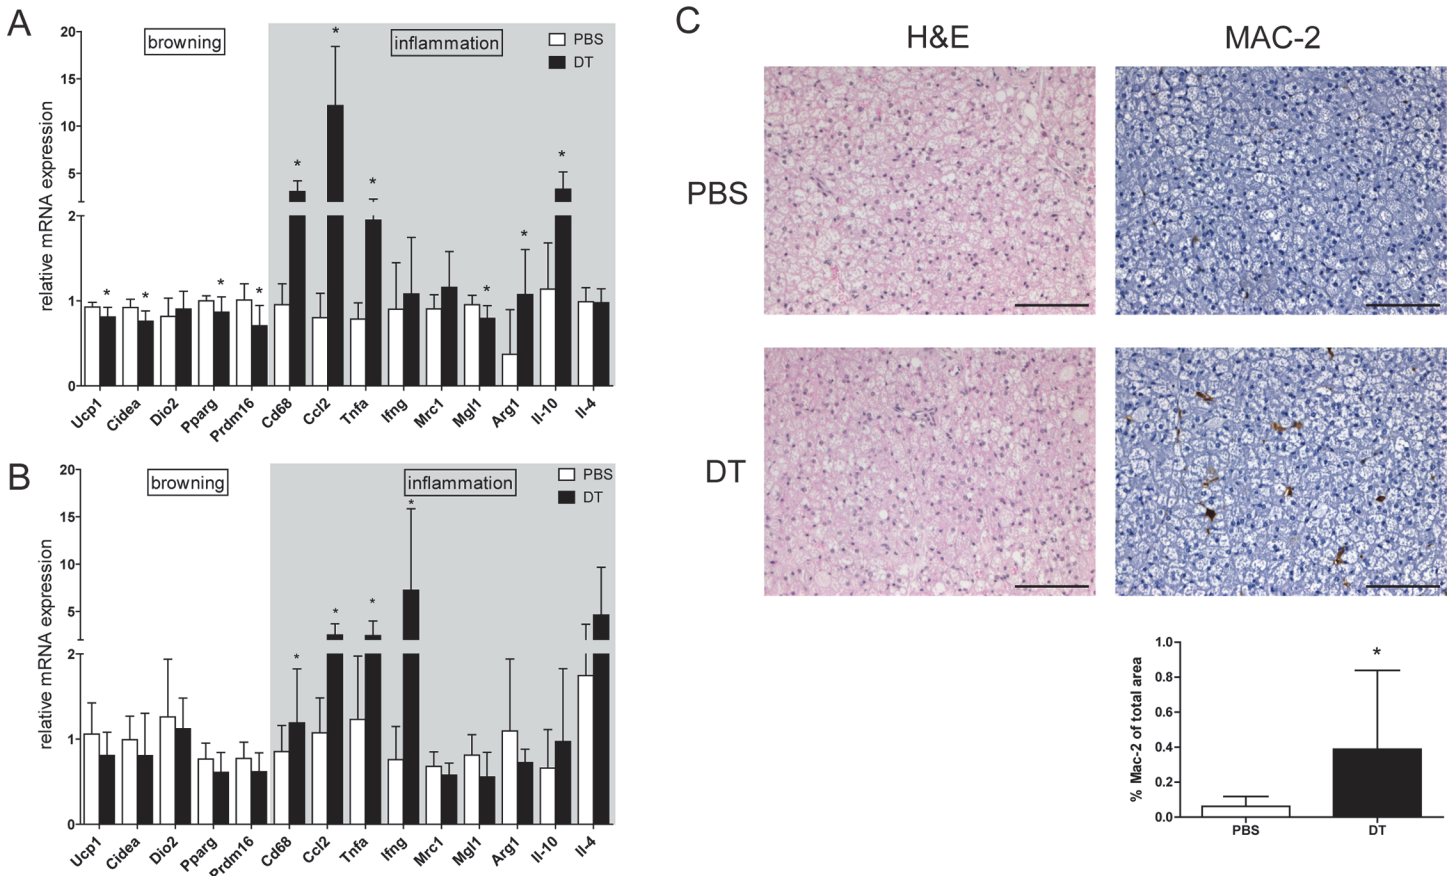 A
relative mRNA expression
20
15
10
5
2
1
0
browning
inflammation
PBS
DT
*
*
*
*
*
*
*
*
*
*
Ucp1
Cidea
Dio2
Pparg
Prdm16
Cd68
Ccl2
Tnfa
Ifng
Mrc1
Mgl1
Arg1
Il-10
Il-4
B
relative mRNA expression
20
15
10
5
2
1
0
browning
inflammation
PBS
DT
*
*
*
*
Ucp1
Cidea
Dio2
Pparg
Prdm16
Cd68
Ccl2
Tnfa
Ifng
Mrc1
Mgl1
Arg1
Il-10
Il-4
C
H&E
MAC-2
PBS
DT
% Mac-2 of total area
1.0
0.8
0.6
0.4
0.2
0.0
*
PBS
DT